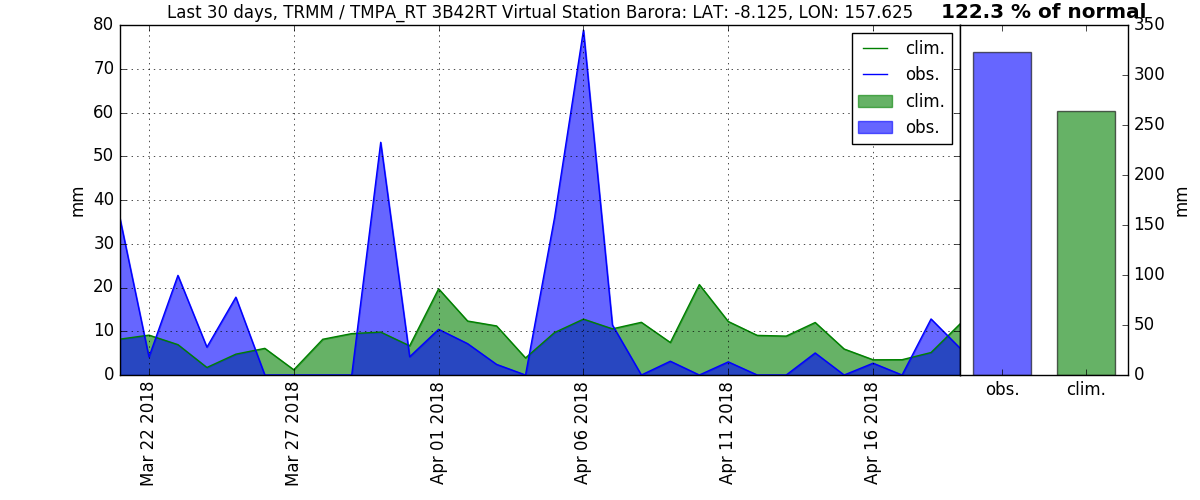 Last 30 days, TRMM / TMPA_RT 3B42RT Virtual Station Barora: LAT: -8.125, LON: 157.625
122.3 % of normal
80
70
60
50
40
30
20
10
0
mm
Mar 22 2018
Mar 27 2018
Apr 01 2018
Apr 06 2018
Apr 11 2018
Apr 16 2018
clim.
obs.
clim.
obs.
350
300
250
200
150
100
50
0
mm
obs.
clim.